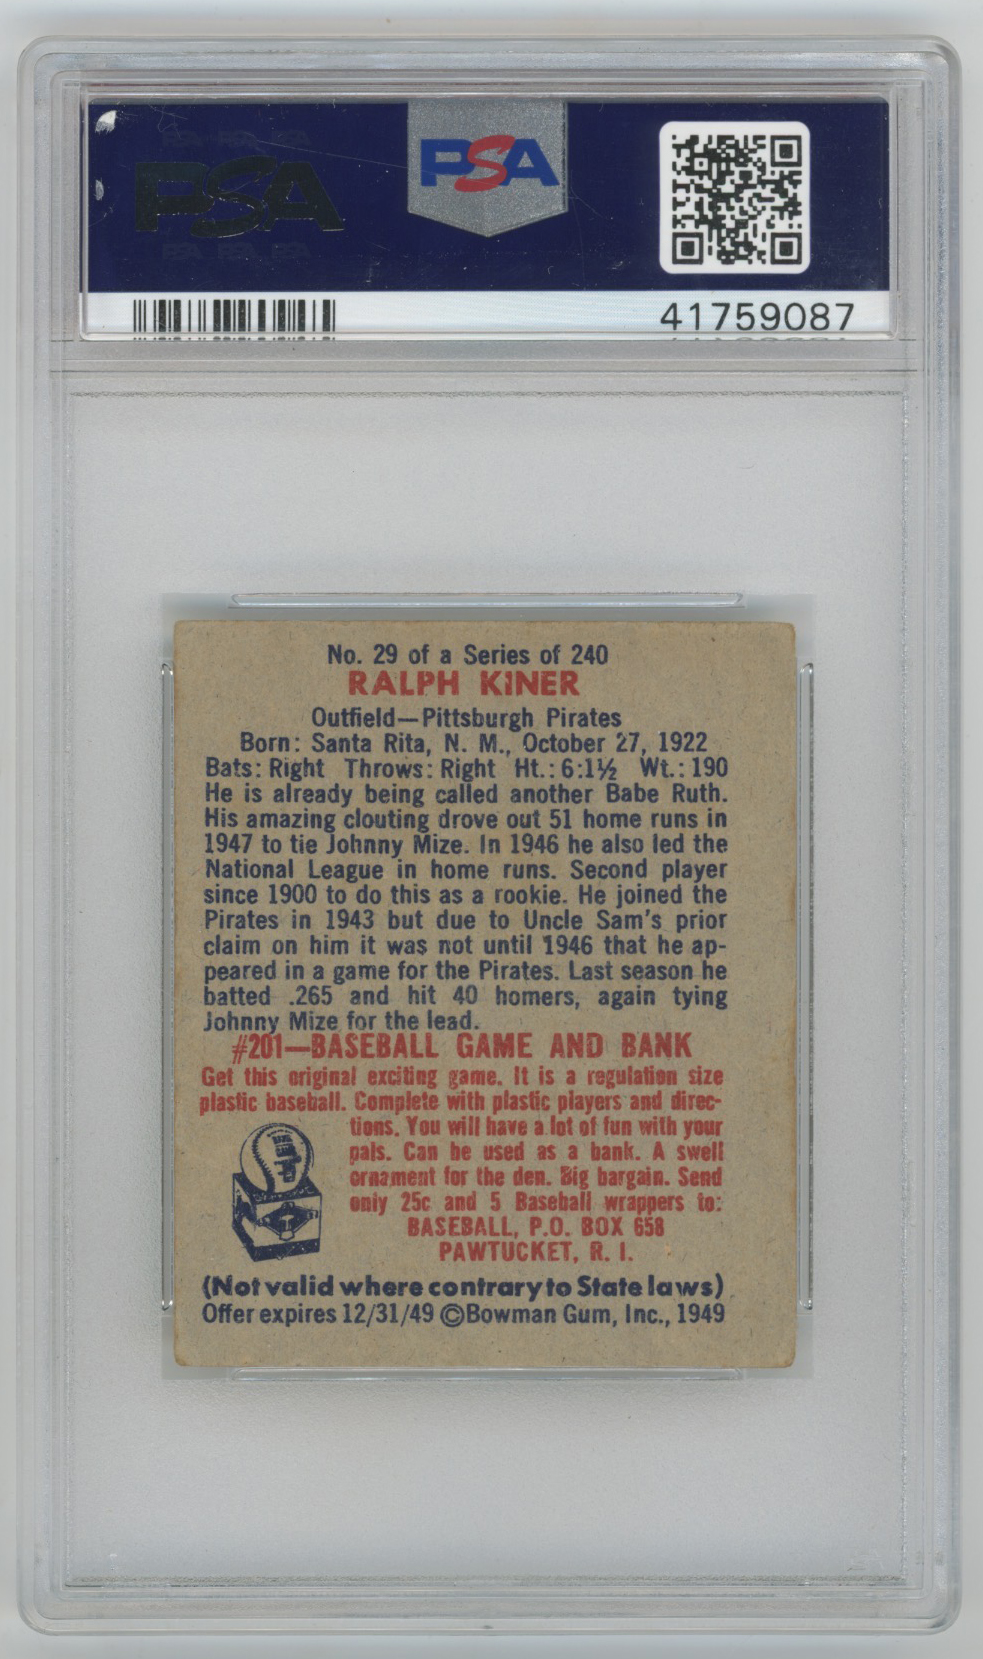 PSA PSA PSA
PSA
PSA PSA PSA
PSA
41759087
No. 29 of a Series of 240
RALPH KINER
Outfield—Pittsburgh Pirates
Born: Santa Rita, N. M., October 27, 1922
Bats: Right Throws: Right Ht.: 6:1½ Wt.: 190
He is already being called another Babe Ruth.
His amazing clouting drove out 51 home runs in
1947 to tie Johnny Mize. In 1946 he also led the
National League in home runs. Second player
since 1900 to do this as a rookie. He joined the
Pirates in 1943 but due to Uncle Sam's prior
claim on him it was not until 1946 that he ap-
peared in a game for the Pirates. Last season he
batted .265 and hit 40 homers, again tying
Johnny Mize for the lead.
#201—BASEBALL GAME AND BANK
Get this original exciting game. It is a regulation size
plastic baseball. Complete with plastic players and direc-
tions. You will have a lot of fun with your
pals. Can be used as a bank. A swell
ornament for the den. Big bargain. Send
only 25c and 5 Baseball wrappers to:
BASEBALL, P.O. BOX 658
PAWTUCKET, R. I.
(Not valid where contrary to State laws)
Offer expires 12/31/49 ©Bowman Gum, Inc., 1949